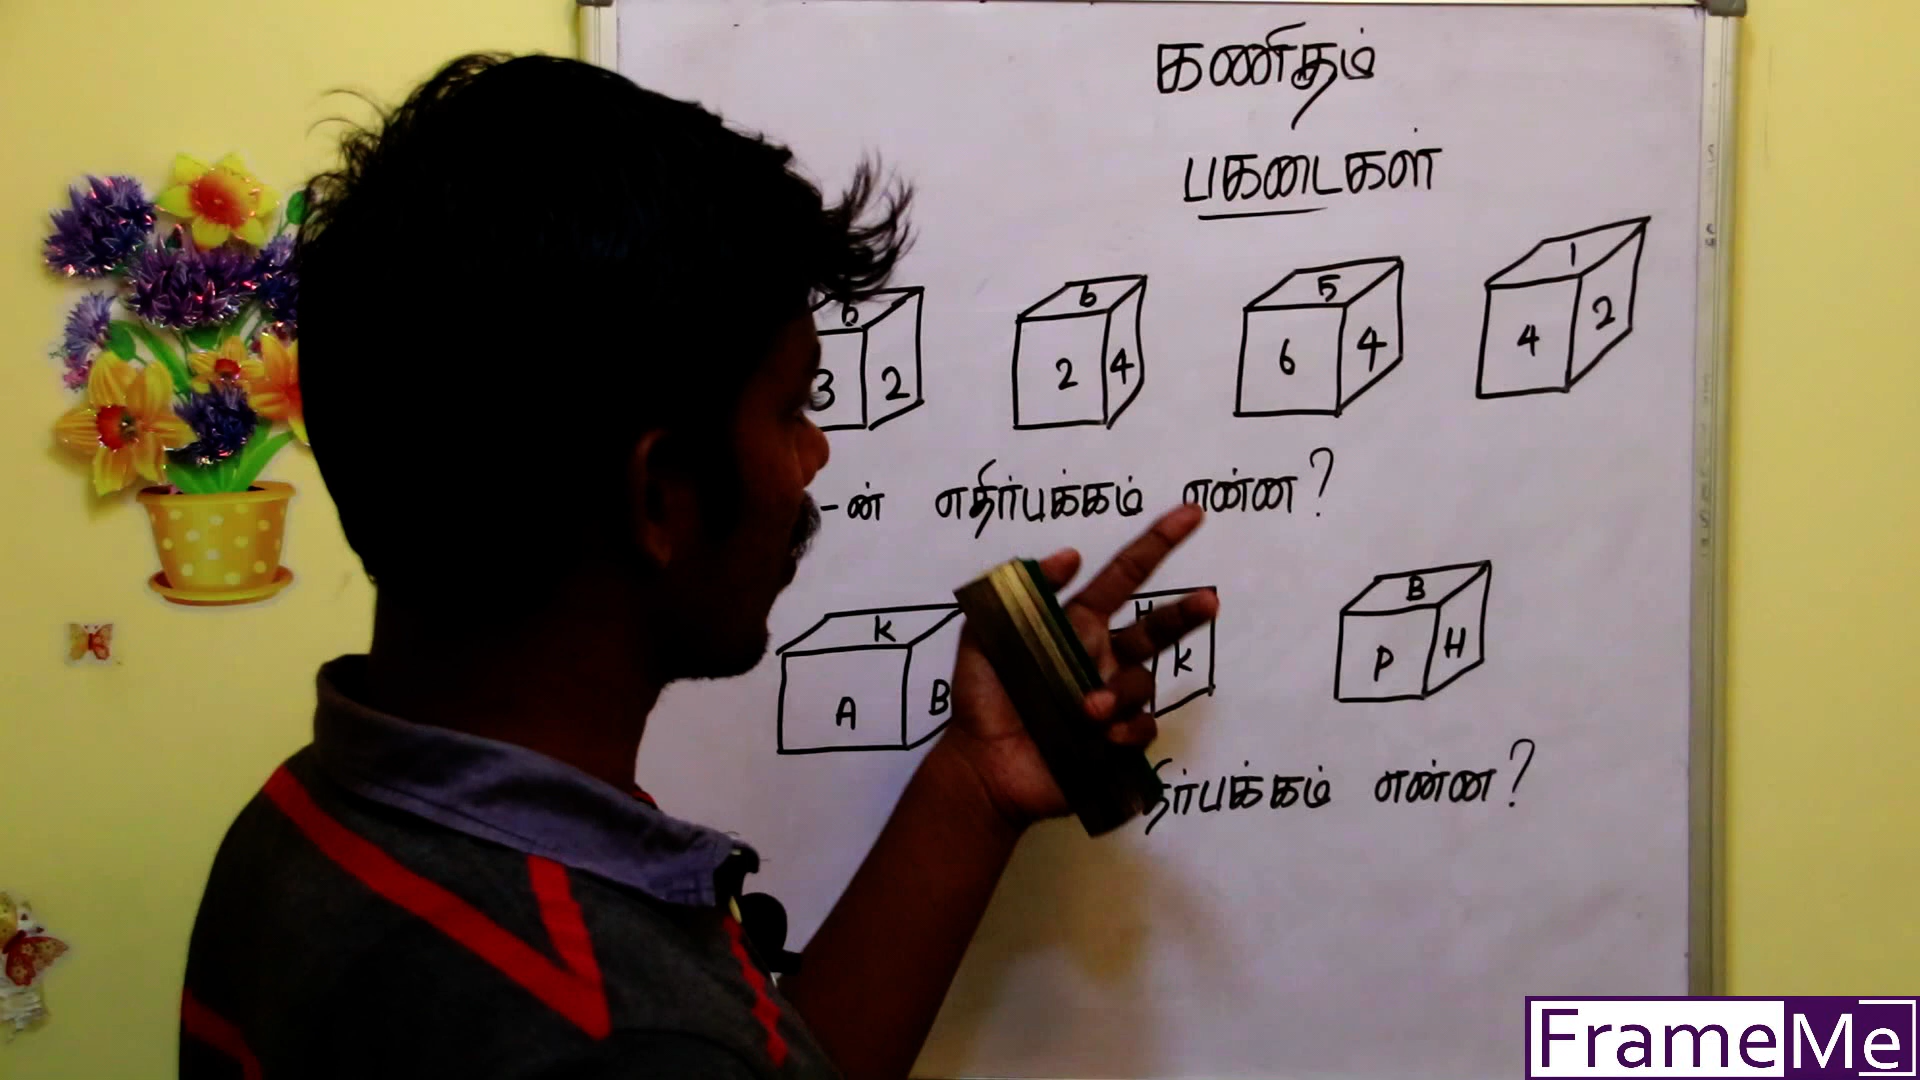 கணிதம்
பகடைகள்
6 3 2
6 2 4
5 6 4
1 4 2
-ன் எதிர்பக்கம் என்ன?
K A B
H K
B P H
திர்பக்கம் என்ன?
FrameMe